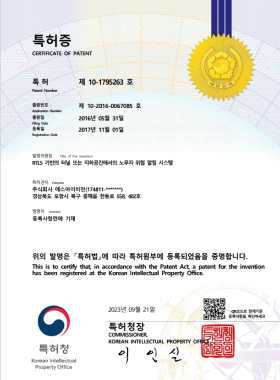 특허증
CERTIFICATE OF PATENT
특 허 제 10-1795263 호
Patent Number
출원번호 제 10-2016-0067085 호
Application Number
출원일 2016년 05월 31일
Filing Date
등록일 2017년 11월 01일
Registration Date
발명의명칭 Title of the Invention
RTLS 기반의 터널 또는 지하공간에서의 노무자 위험 알림 시스템
특허권자 Patentee
주식회사 에스아이비전(174811-*******)
경상북도 포항시 북구 흥해읍 한동로 558, 402호
발명자 Inventor
등록사항란에 기재
위의 발명은 「특허법」에 따라 특허원부에 등록되었음을 증명합니다.
This is to certify that, in accordance with the Patent Act, a patent for the invention
has been registered at the Korean Intellectual Property Office.
2023년 09월 21일
QR코드로 현재기준
등록사항을 확인하세요
특허청
Korean Intellectual
Property Office
특허청장
COMMISSIONER,
KOREAN INTELLECTUAL PROPERTY OFFICE
이 인 실